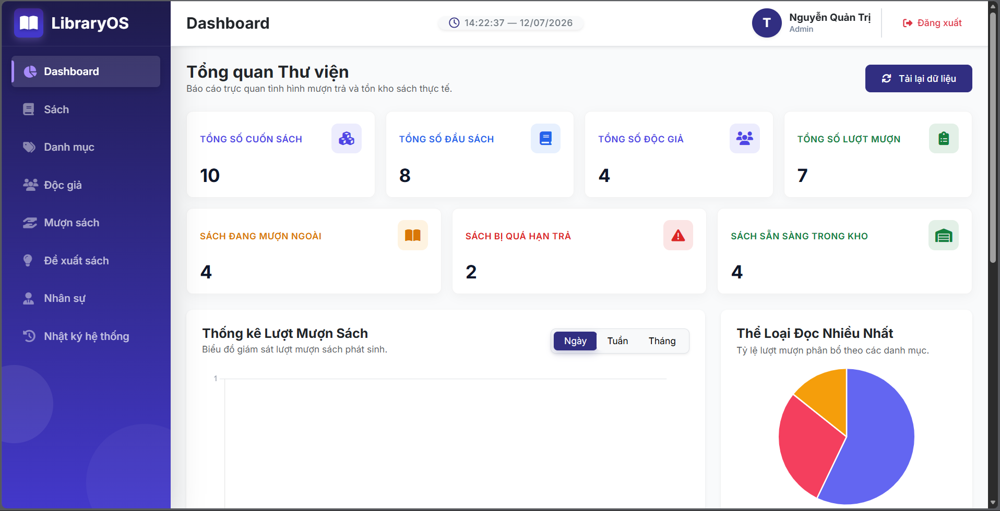 LibraryOS
Dashboard
14:22:37 — 12/07/2026
T
Nguyễn Quản Trị
Admin
Đăng xuất
Dashboard
Sách
Danh mục
Độc giả
Mượn sách
Đề xuất sách
Nhân sự
Nhật ký hệ thống
Tổng quan Thư viện
Báo cáo trực quan tình hình mượn trả và tồn kho sách thực tế.
Tải lại dữ liệu
TỔNG SỐ CUỐN SÁCH
10
TỔNG SỐ ĐẦU SÁCH
8
TỔNG SỐ ĐỘC GIẢ
4
TỔNG SỐ LƯỢT MƯỢN
7
SÁCH ĐANG MƯỢN NGOÀI
4
SÁCH BỊ QUÁ HẠN TRẢ
2
SÁCH SẴN SÀNG TRONG KHO
4
Thống kê Lượt Mượn Sách
Biểu đồ giám sát lượt mượn sách phát sinh.
Ngày
Tuần
Tháng
1
Thể Loại Đọc Nhiều Nhất
Tỷ lệ lượt mượn phân bổ theo các danh mục.